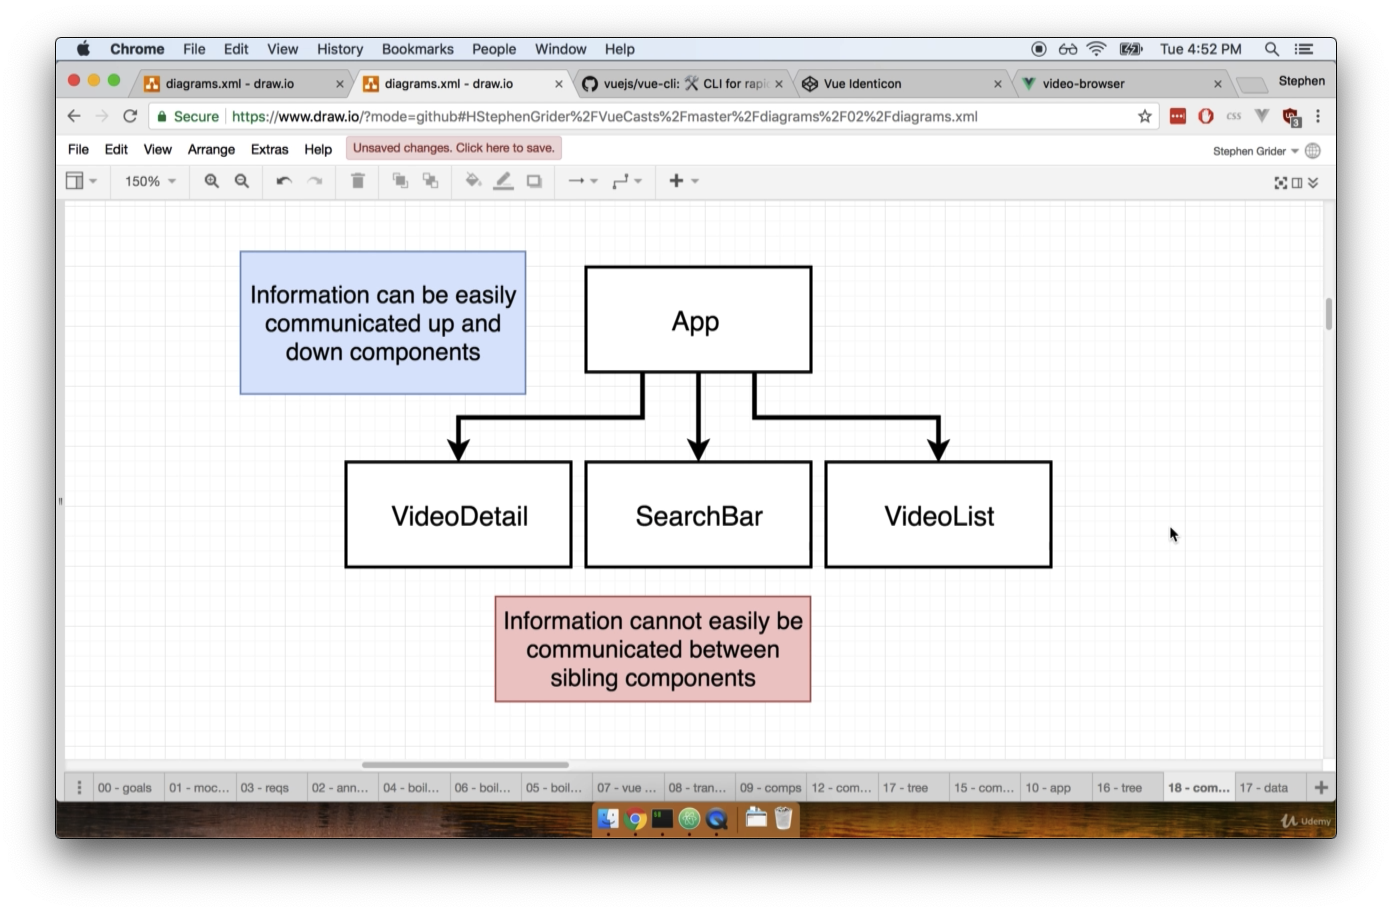 Chrome File Edit View History Bookmarks People Window Help Tue 4:52 PM
diagrams.xml - draw.io diagrams.xml - draw.io vuejs/vue-cli: 🛠 CLI for rapi Vue Identicon video-browser Stephen
Secure https://www.draw.io/?mode=github#HStephenGrider%2FVueCasts%2Fmaster%2Fdiagrams%2F02%2Fdiagrams.xml CSS 3
File Edit View Arrange Extras Help Unsaved changes. Click here to save. Stephen Grider
150%
Information can be easily
communicated up and
down components
App
VideoDetail SearchBar VideoList
Information cannot easily be
communicated between
sibling components
00 - goals 01 - moc... 03 - reqs 02 - ann... 04 - boil... 06 - boil... 05 - boil... 07 - vue ... 08 - tran... 09 - comps 12 - com... 17 - tree 15 - com... 10 - app 16 - tree 18 - com... 17 - data
Udemy